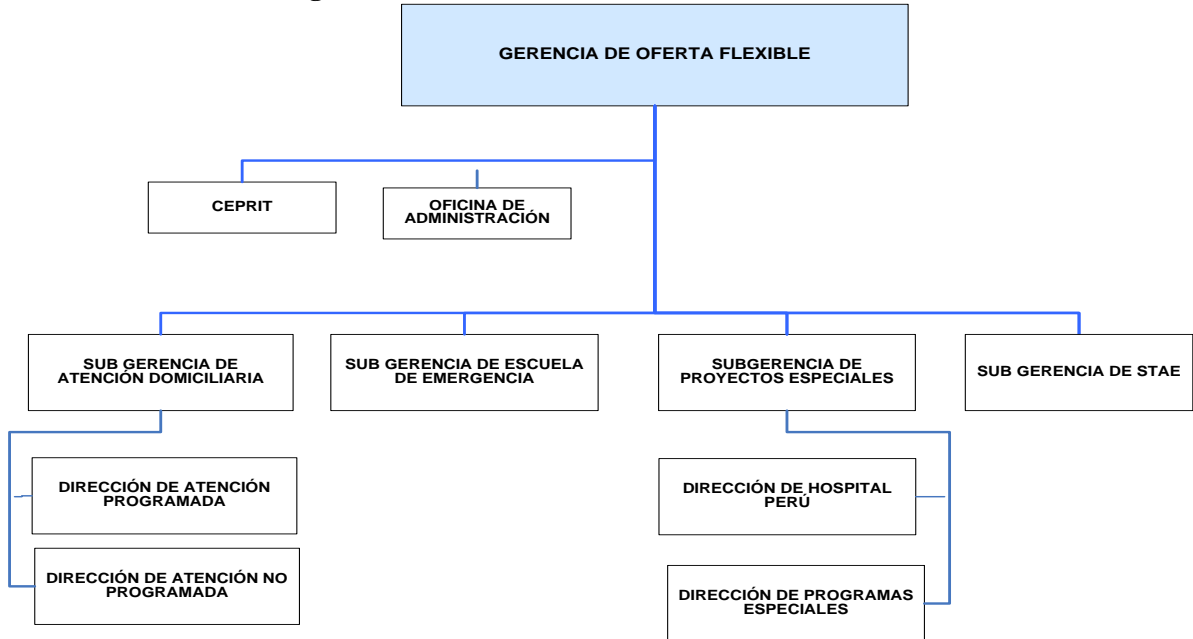 GERENCIA DE OFERTA FLEXIBLE
CEPRIT
OFICINA DE
ADMINISTRACIÓN
SUB GERENCIA DE
ATENCIÓN DOMICILIARIA
SUB GERENCIA DE ESCUELA
DE EMERGENCIA
SUBGERENCIA DE
PROYECTOS ESPECIALES
SUB GERENCIA DE STAE
DIRECCIÓN DE ATENCIÓN
PROGRAMADA
DIRECCIÓN DE HOSPITAL
PERÚ
DIRECCIÓN DE ATENCIÓN NO
PROGRAMADA
DIRECCIÓN DE PROGRAMAS
ESPECIALES